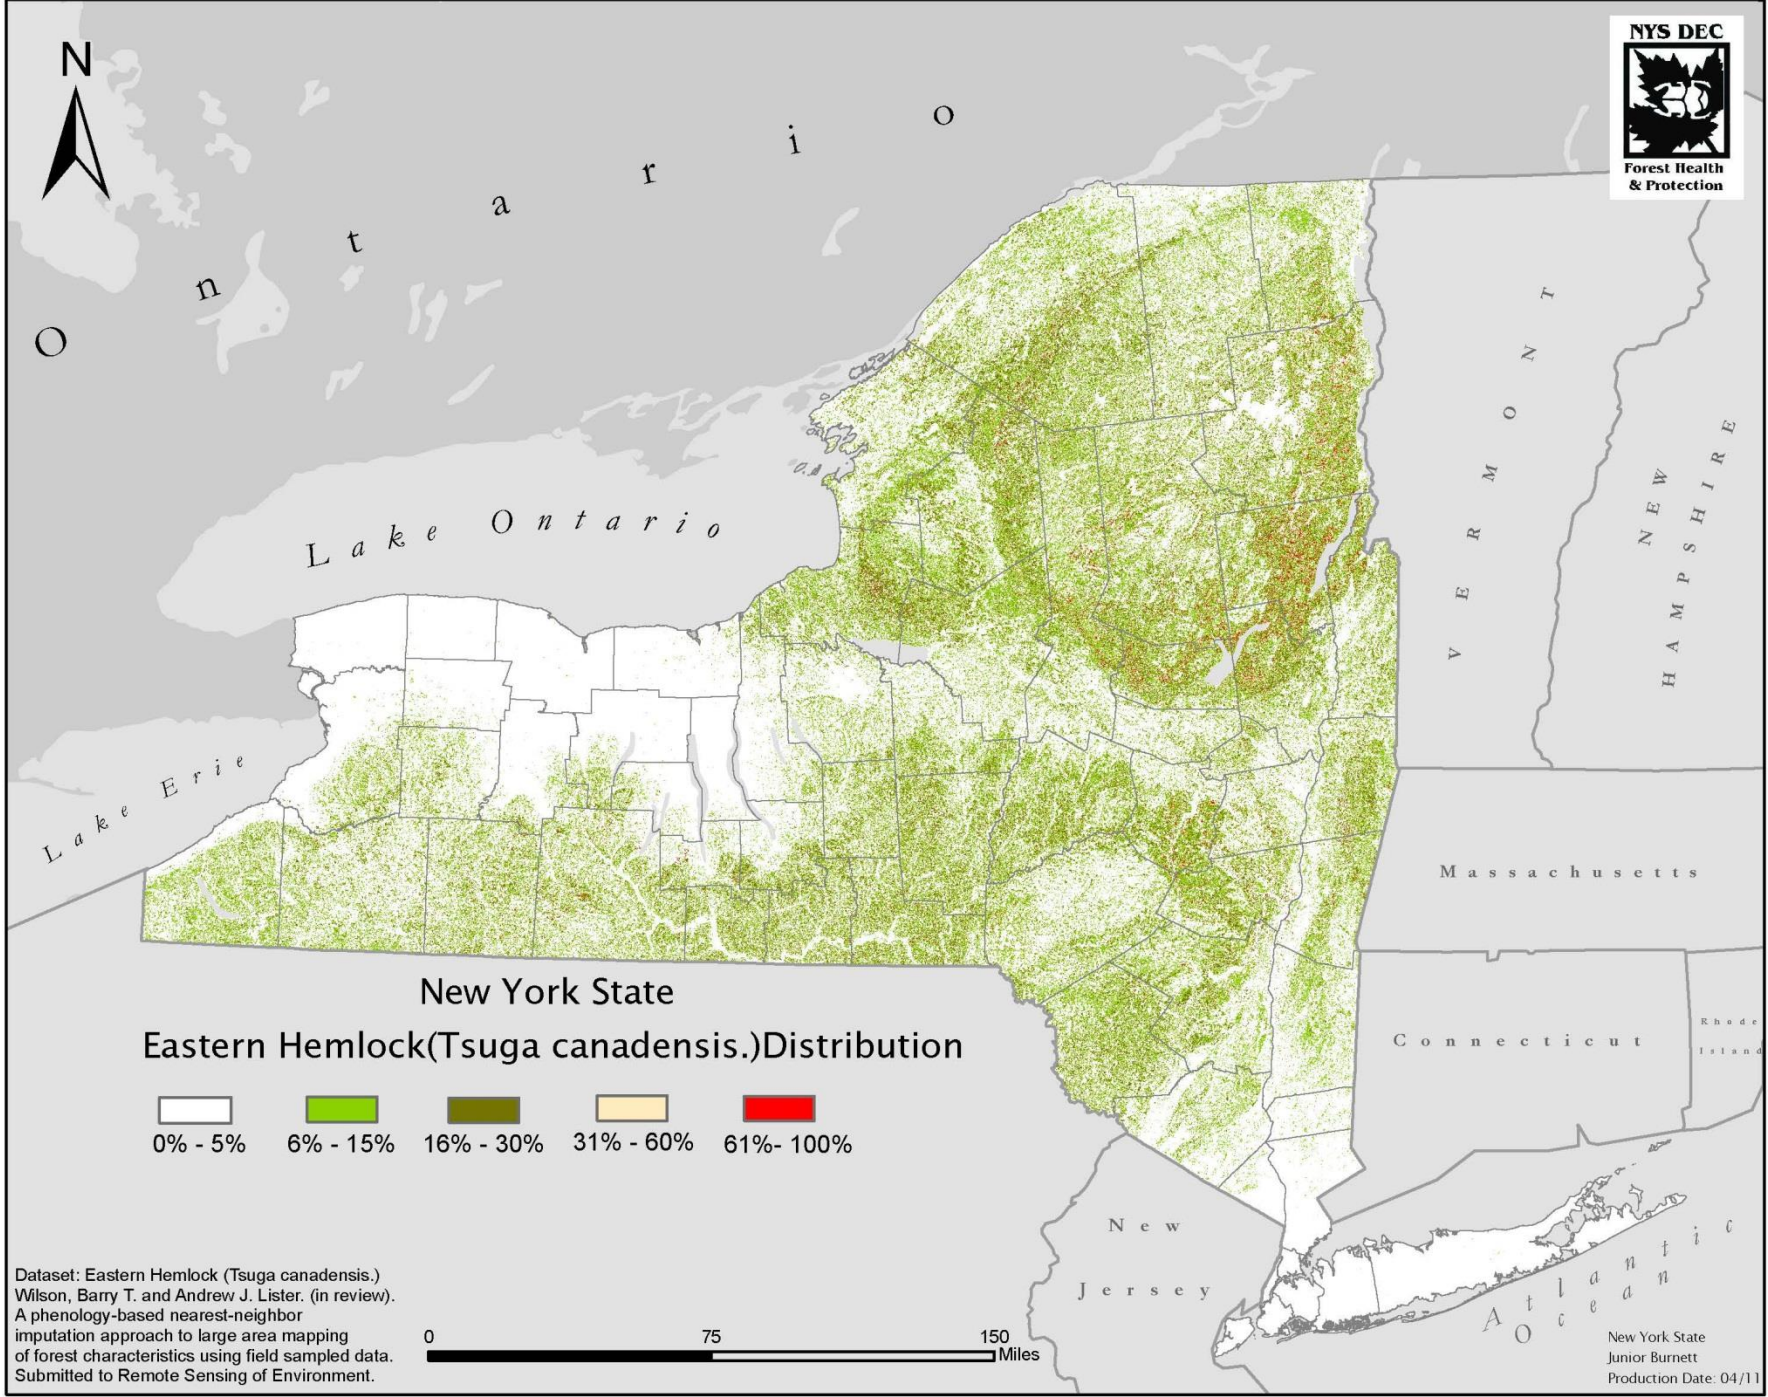 N
NYS DEC
Forest Health
& Protection
Ontario
Lake Ontario
Lake Erie
VERMONT
NEW
HAMPSHIRE
Massachusetts
Connecticut
Rhode
Island
New
Jersey
Atlantic
Ocean
New York State
Eastern Hemlock(Tsuga canadensis.)Distribution
0% - 5%
6% - 15%
16% - 30%
31% - 60%
61%- 100%
Dataset: Eastern Hemlock (Tsuga canadensis.)
Wilson, Barry T. and Andrew J. Lister. (in review).
A phenology-based nearest-neighbor
imputation approach to large area mapping
of forest characteristics using field sampled data.
Submitted to Remote Sensing of Environment.
0 75 150
Miles
New York State
Junior Burnett
Production Date: 04/11